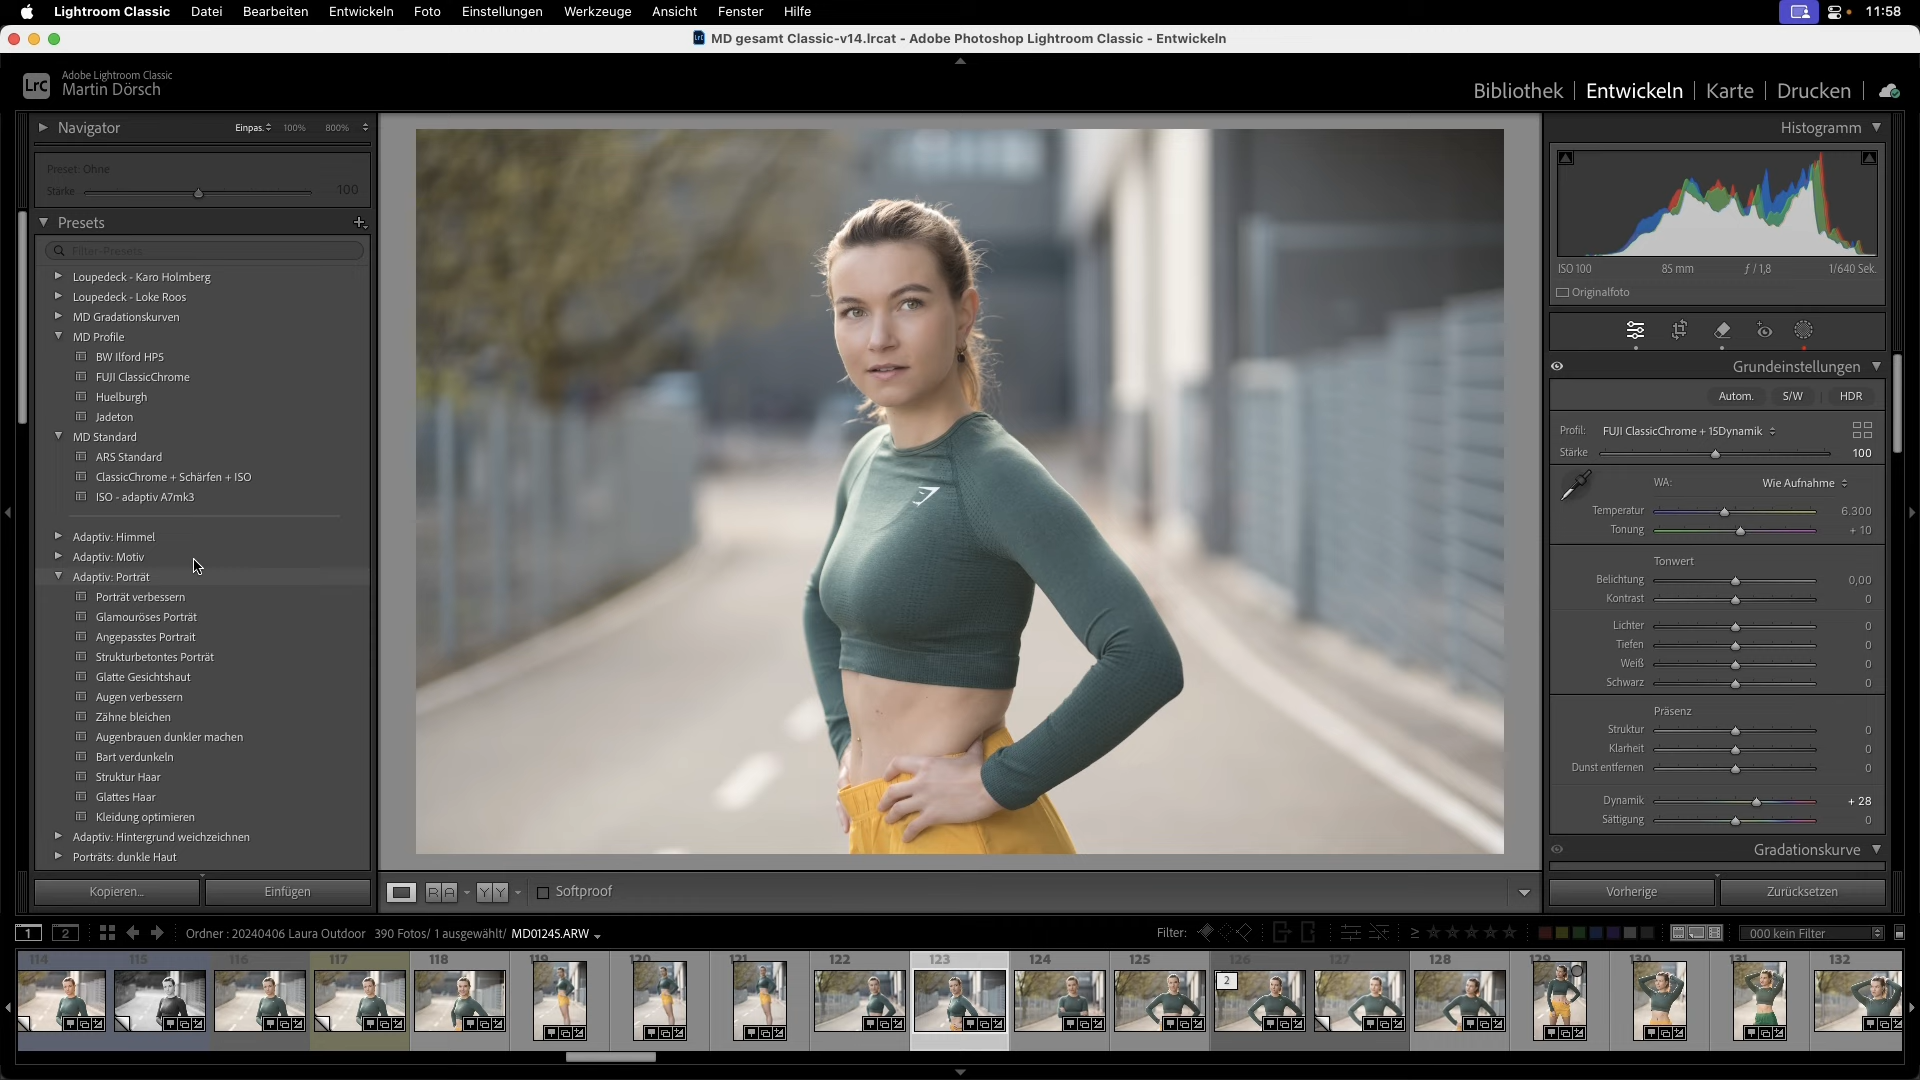 Lightroom Classic Datei Bearbeiten Entwickeln Foto Einstellungen Werkzeuge Ansicht Fenster Hilfe 11:58
MD gesamt Classic-v14.lrcat - Adobe Photoshop Lightroom Classic - Entwickeln
LrC
Adobe Lightroom Classic
Martin Dörsch
Bibliothek | Entwickeln | Karte | Drucken
Navigator Einpas. 100% 800%
Preset: Ohne
Stärke 100
Presets
Filter-Presets
Loupedeck - Karo Holmberg
Loupedeck - Loke Roos
MD Gradationskurven
MD Profile
BW Ilford HP5
FUJI ClassicChrome
Huelburgh
Jadeton
MD Standard
ARS Standard
ClassicChrome + Schärfen + ISO
ISO - adaptiv A7mk3
Adaptiv: Himmel
Adaptiv: Motiv
Adaptiv: Porträt
Porträt verbessern
Glamouröses Porträt
Angepasstes Portrait
Strukturbetontes Porträt
Glatte Gesichtshaut
Augen verbessern
Zähne bleichen
Augenbrauen dunkler machen
Bart verdunkeln
Struktur Haar
Glattes Haar
Kleidung optimieren
Adaptiv: Hintergrund weichzeichnen
Porträts: dunkle Haut
Kopieren... Einfügen
Histogramm
ISO 100 85 mm ƒ / 1,8 1/640 Sek.
Originalfoto
Grundeinstellungen
Autom. S/W HDR
Profil: FUJI ClassicChrome + 15Dynamik
Stärke 100
WA: Wie Aufnahme
Temperatur 6.300
Tonung + 10
Tonwert
Belichtung 0,00
Kontrast 0
Lichter 0
Tiefen 0
Weiß 0
Schwarz 0
Präsenz
Struktur 0
Klarheit 0
Dunst entfernen 0
Dynamik + 28
Sättigung 0
Gradationskurve
Vorherige Zurücksetzen
R A Y Y Softproof
1 2 Ordner : 20240406 Laura Outdoor 390 Fotos/ 1 ausgewählt/ MD01245.ARW Filter: ≥ 000 kein Filter
114 115 116 117 118 119 120 121 122 123 124 125 126 127 128 129 130 131 132
2